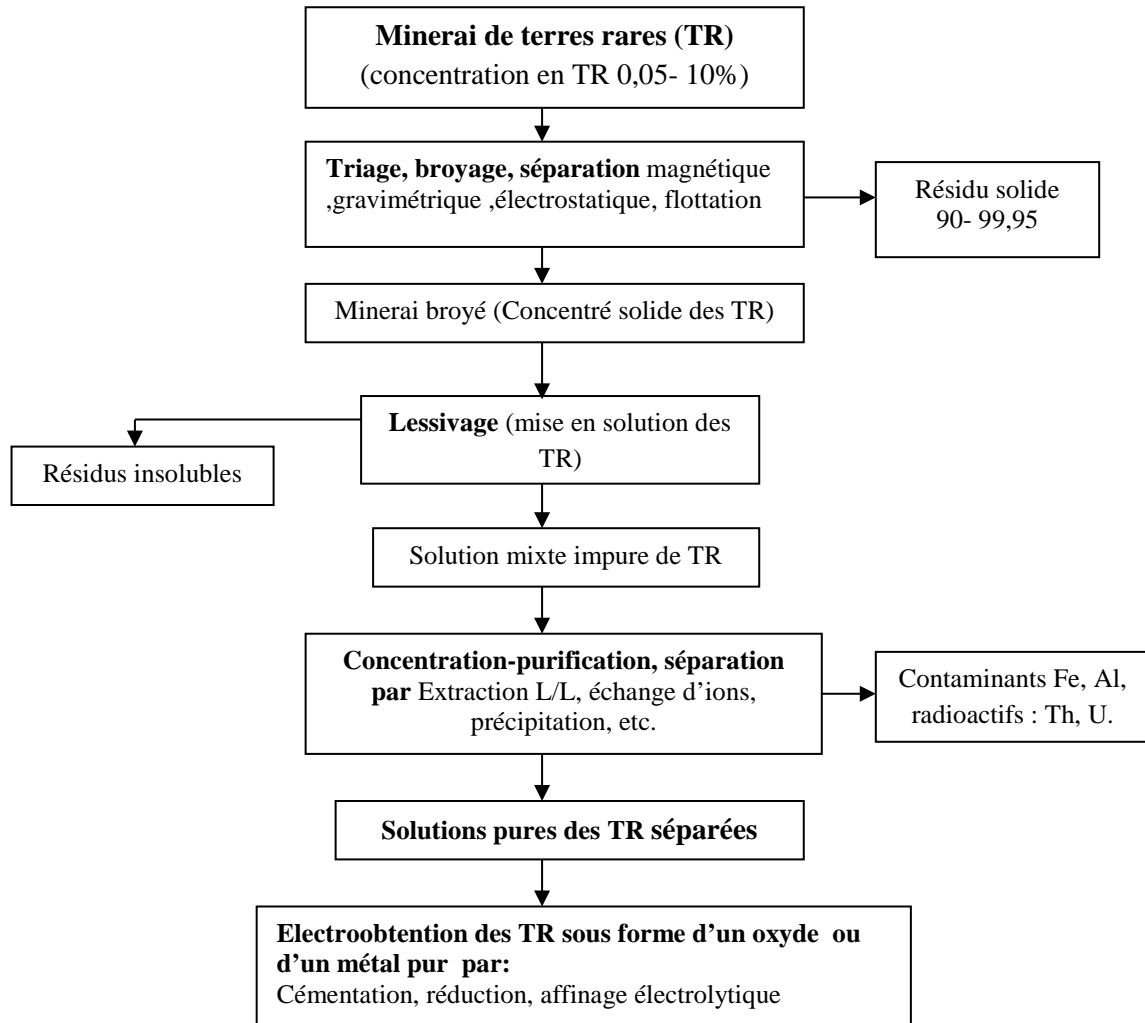 Minerai de terres rares (TR)
(concentration en TR 0,05- 10%)
Triage, broyage, séparation magnétique
,gravimétrique ,électrostatique, flottation
Résidu solide
90- 99,95
Minerai broyé (Concentré solide des TR)
Lessivage (mise en solution des
TR)
Résidus insolubles
Solution mixte impure de TR
Concentration-purification, séparation
par Extraction L/L, échange d’ions,
précipitation, etc.
Contaminants Fe, Al,
radioactifs : Th, U.
Solutions pures des TR séparées
Electroobtention des TR sous forme d’un oxyde ou
d’un métal pur par:
Cémentation, réduction, affinage électrolytique